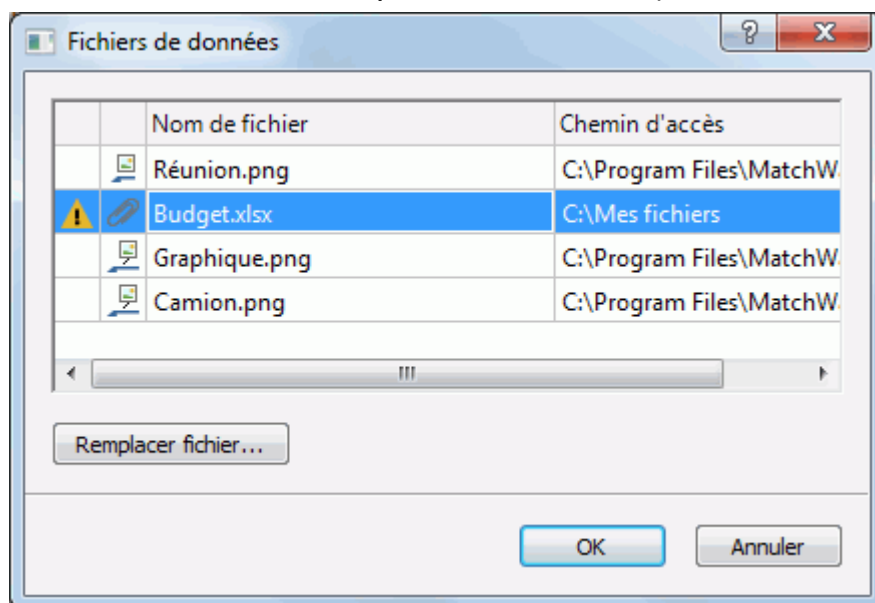 Fichiers de données
Nom de fichier Chemin d'accès
Réunion.png C:\Program Files\MatchW
Budget.xlsx C:\Mes fichiers
Graphique.png C:\Program Files\MatchW
Camion.png C:\Program Files\MatchW
Remplacer fichier...
OK Annuler